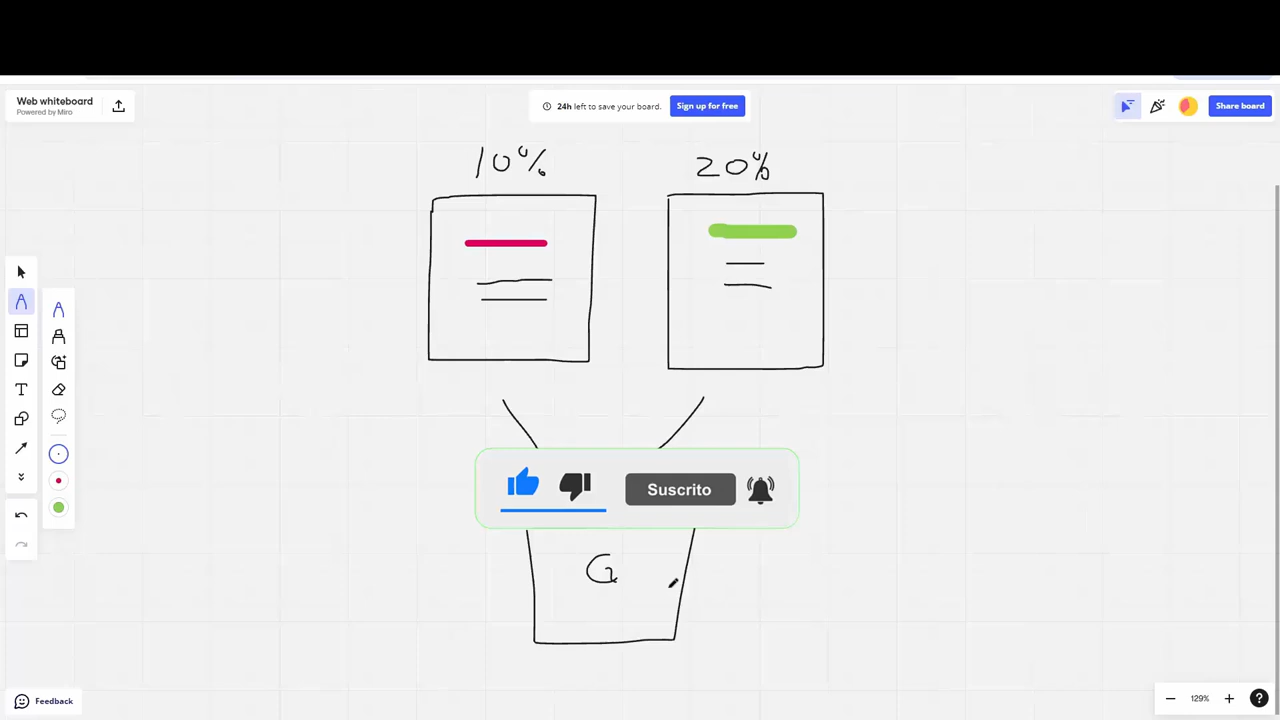 Web whiteboard
Powered by Miro
24h left to save your board.
Sign up for free
Share board
10%
20%
Suscrito
G
Feedback
129%